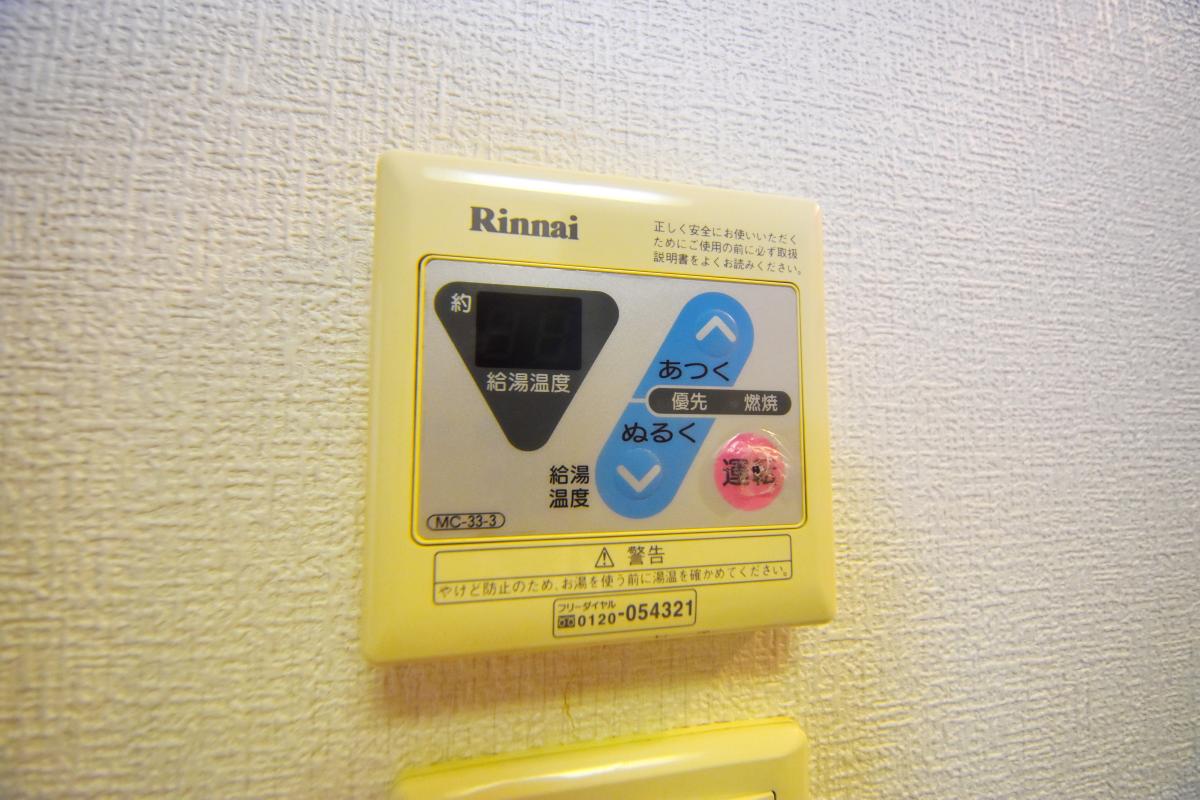 Rinnai
正しく安全にお使いいただく
ためにご使用の前に必ず取扱
説明書をよくお読みください。
約
給湯温度
あつく
優先 燃焼
ぬるく
運転
給湯
温度
MC-33-3
⚠ 警告
やけど防止のため、お湯を使う前に湯温を確かめてください。
フリーダイヤル
0120-054321